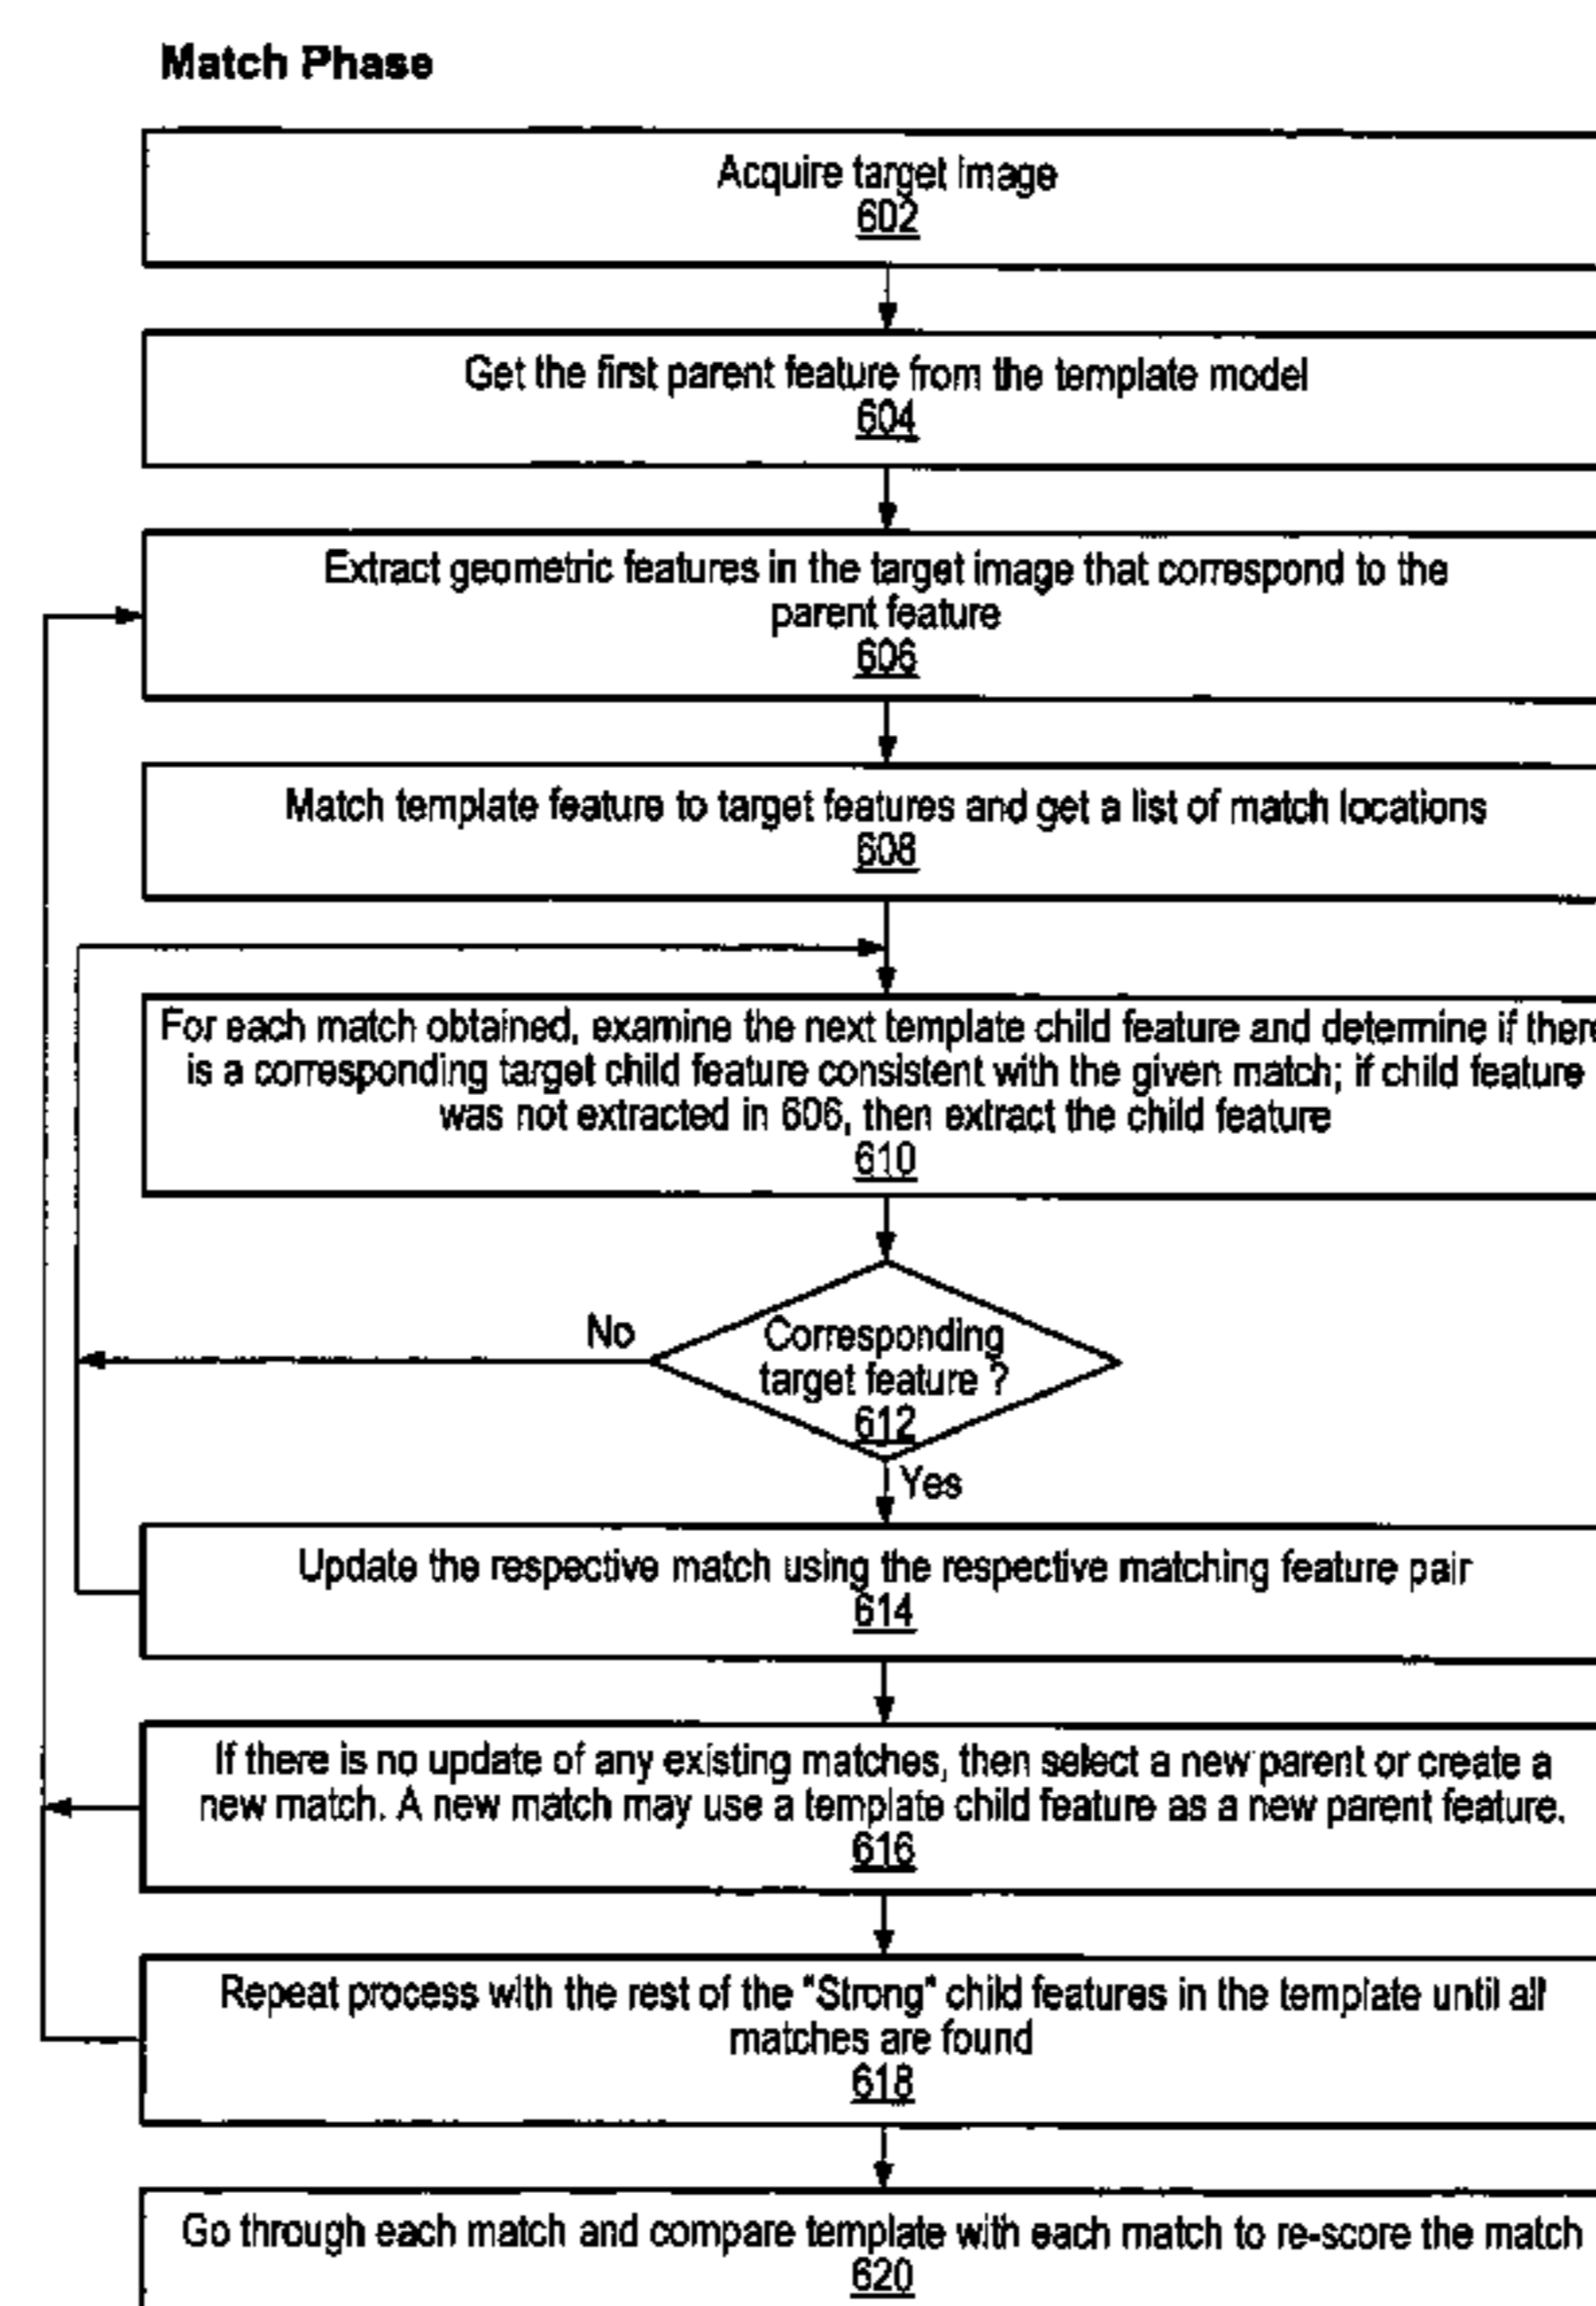 Match Phase
Acquire target image
602
Get the first parent feature from the template model
604
Extract geometric features in the target image that correspond to the
parent feature
606
Match template feature to target features and get a list of match locations
608
For each match obtained, examine the next template child feature and determine if there
is a corresponding target child feature consistent with the given match; if child feature
was not extracted in 606, then extract the child feature
610
No
Corresponding
target feature ?
612
Yes
Update the respective match using the respective matching feature pair
614
If there is no update of any existing matches, then select a new parent or create a
new match. A new match may use a template child feature as a new parent feature.
616
Repeat process with the rest of the "Strong" child features in the template until all
matches are found
618
Go through each match and compare template with each match to re-score the match
620